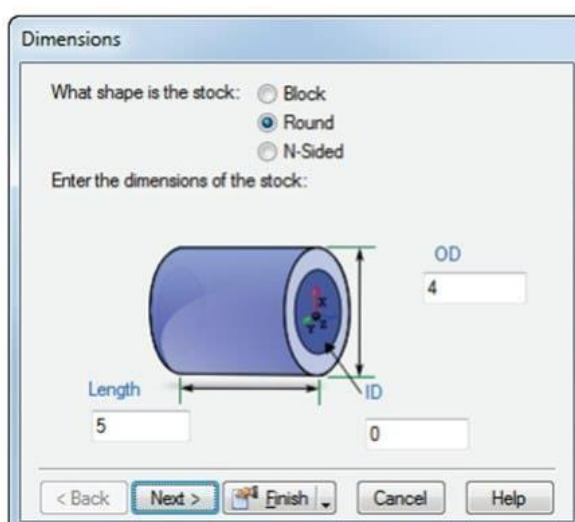 Dimensions
What shape is the stock: Block
Round
N-Sided
Enter the dimensions of the stock:
OD
4
X
Y Z
Length
ID
5
0
< Back Next > Finish Cancel Help